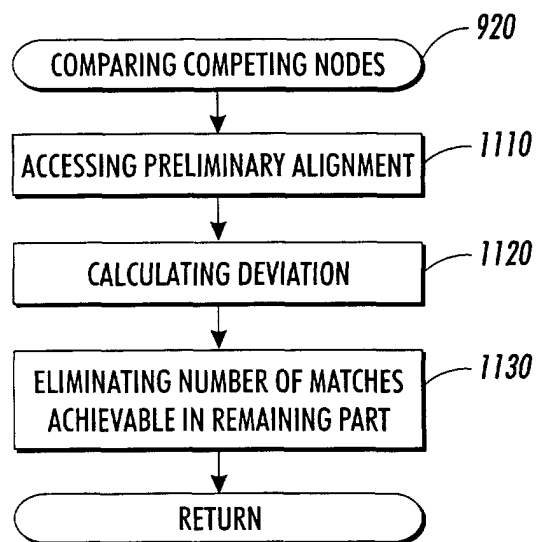 920
COMPARING COMPETING NODES
ACCESSING PRELIMINARY ALIGNMENT
1110
CALCULATING DEVIATION
1120
ELIMINATING NUMBER OF MATCHES
ACHIEVABLE IN REMAINING PART
1130
RETURN